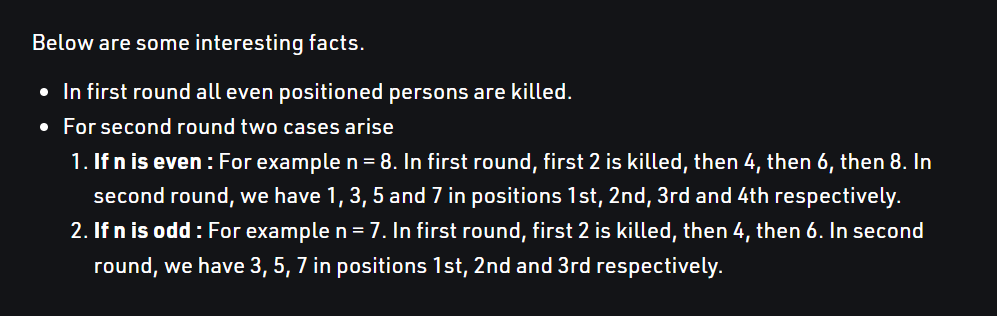 Below are some interesting facts.
• In first round all even positioned persons are killed.
• For second round two cases arise
1. If n is even : For example n = 8. In first round, first 2 is killed, then 4, then 6, then 8. In
second round, we have 1, 3, 5 and 7 in positions 1st, 2nd, 3rd and 4th respectively.
2. If n is odd : For example n = 7. In first round, first 2 is killed, then 4, then 6. In second
round, we have 3, 5, 7 in positions 1st, 2nd and 3rd respectively.